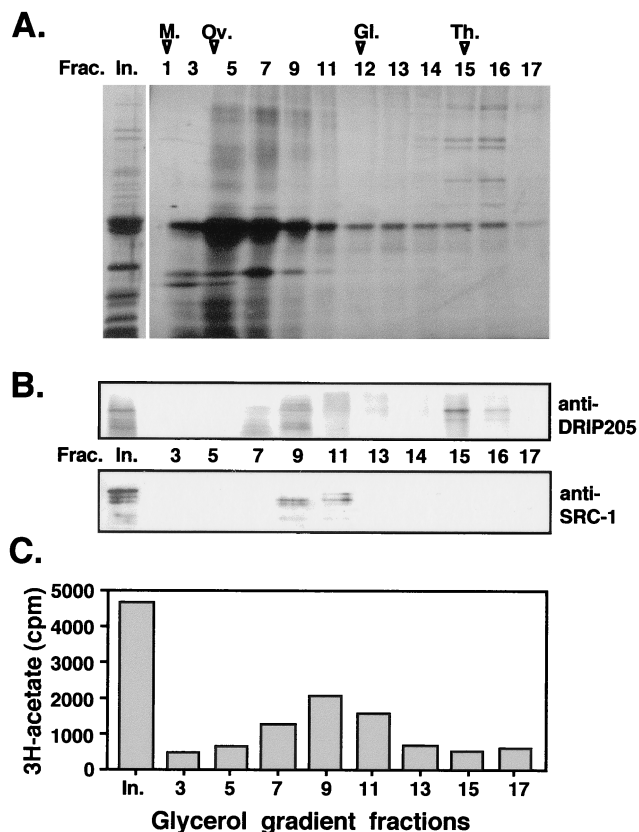 A.
M. Ov. Gl. Th.
Frac. In. 1 3 5 7 9 11 12 13 14 15 16 17
B.
anti-
DRIP205
Frac. In. 3 5 7 9 11 13 14 15 16 17
anti-
SRC-1
C.
3H-acetate (cpm)
5000
4000
3000
2000
1000
0
In. 3 5 7 9 11 13 15 17
Glycerol gradient fractions